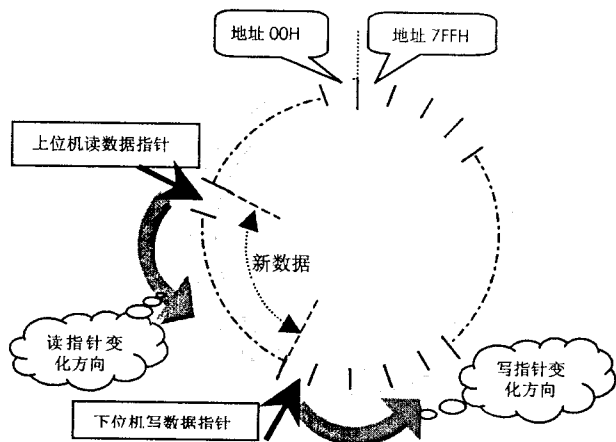 地址 00H
地址 7FFH
上位机读数据指针
新数据
读指针变
化方向
写指针变
化方向
下位机写数据指针